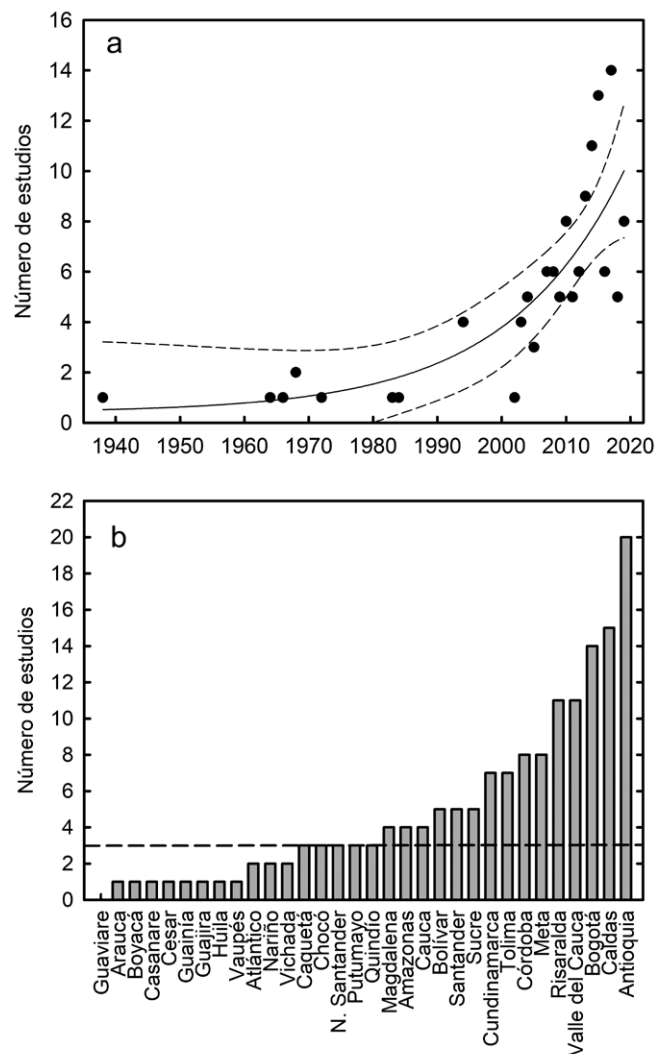 a
Número de estudios
16
14
12
10
8
6
4
2
0
1940 1950 1960 1970 1980 1990 2000 2010 2020
b
Número de estudios
22
20
18
16
14
12
10
8
6
4
2
0
Guaviare
Arauca
Boyacá
Casanare
Cesar
Guainía
Guajira
Huila
Vaupés
Atlántico
Nariño
Vichada
Caquetá
Chocó
N. Santander
Putumayo
Quindío
Magdalena
Amazonas
Cauca
Bolívar
Santander
Sucre
Cundinamarca
Tolima
Córdoba
Meta
Risaralda
Valle del Cauca
Bogotá
Caldas
Antioquia